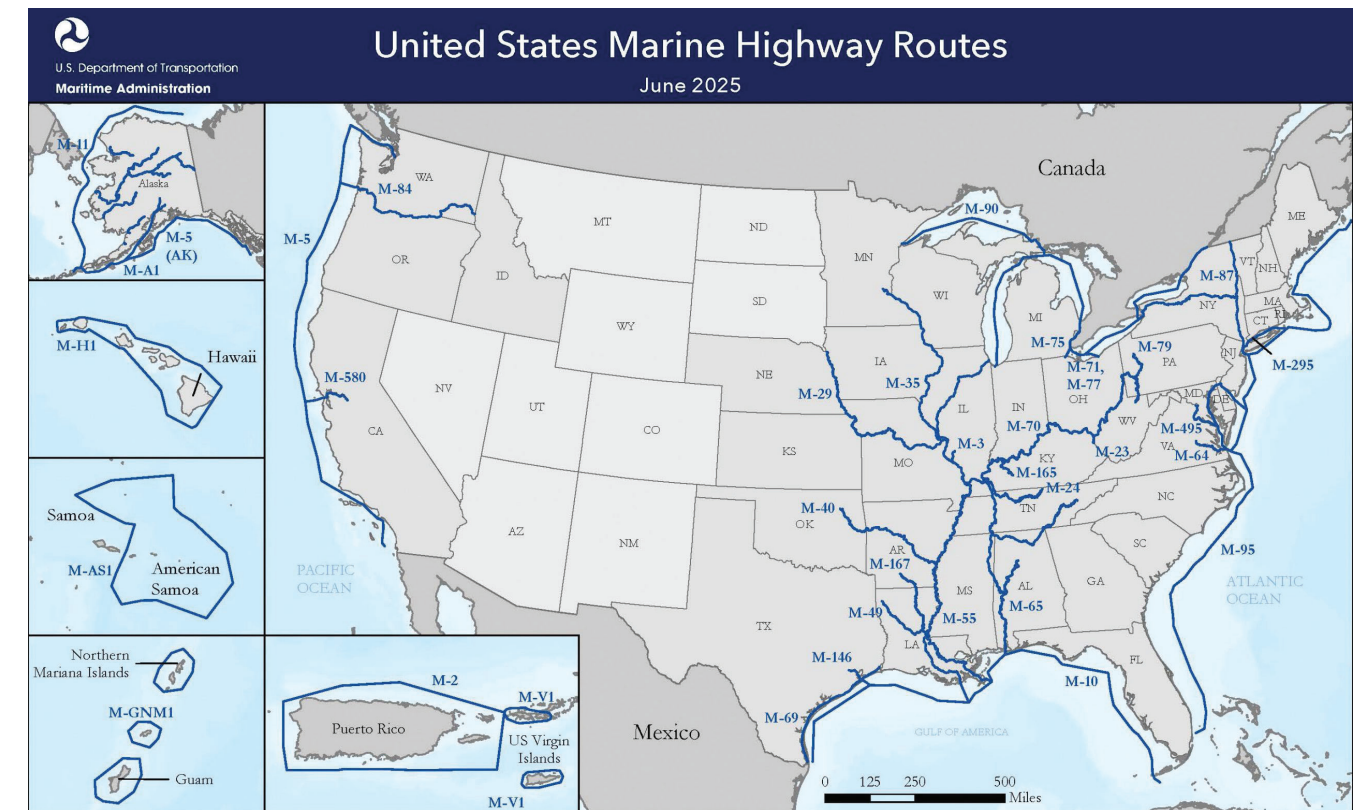 United States Marine Highway Routes
June 2025
U.S. Department of Transportation
Maritime Administration
M-11
Alaska
M-5
(AK)
M-A1
M-H1
Hawaii
Samoa
M-AS1
American
Samoa
Northern
Mariana Islands
M-GNM1
Guam
M-2
Puerto Rico
M-V1
US Virgin
Islands
M-V1
Canada
WA
M-84
M-5
OR
ID
MT
ND
MN
M-90
SD
WI
MI
WY
ME
VT
NH
M-87
NY
MA
CT
RI
M-295
M-75
M-71,
M-77
OH
M-79
PA
NJ
MD
DE
M-580
NV
CA
UT
CO
NE
IA
M-29
M-35
IL
IN
M-70
M-3
WV
M-23
M-495
VA
M-64
KS
MO
KY
M-165
M-24
TN
NC
M-40
OK
AR
M-167
AZ
NM
SC
M-95
PACIFIC
OCEAN
ATLANTIC
OCEAN
TX
M-49
LA
MS
M-55
AL
M-65
GA
FL
M-146
M-69
M-10
Mexico
GULF OF AMERICA
0 125 250 500
Miles